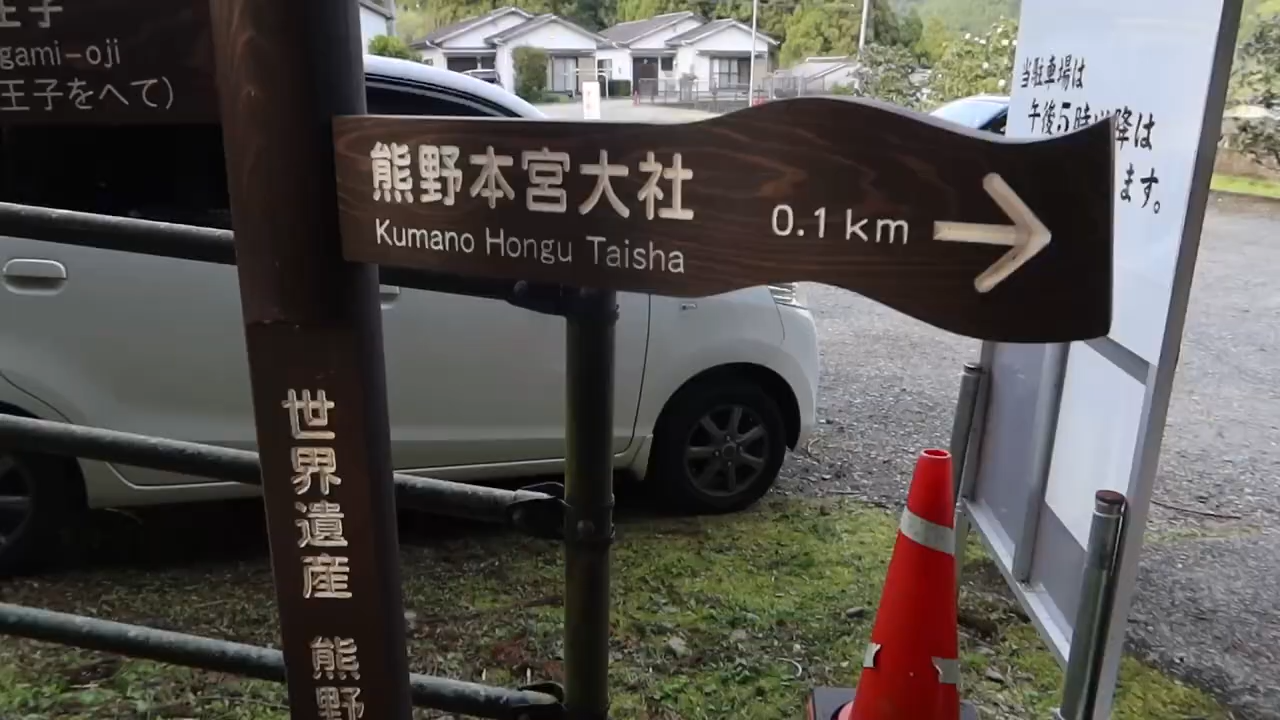 王子
gami-oji
王子をへて)
熊野本宮大社
Kumano Hongu Taisha
0.1 km
世界遺産 熊野
当駐車場は
午後5時以降は
ます。